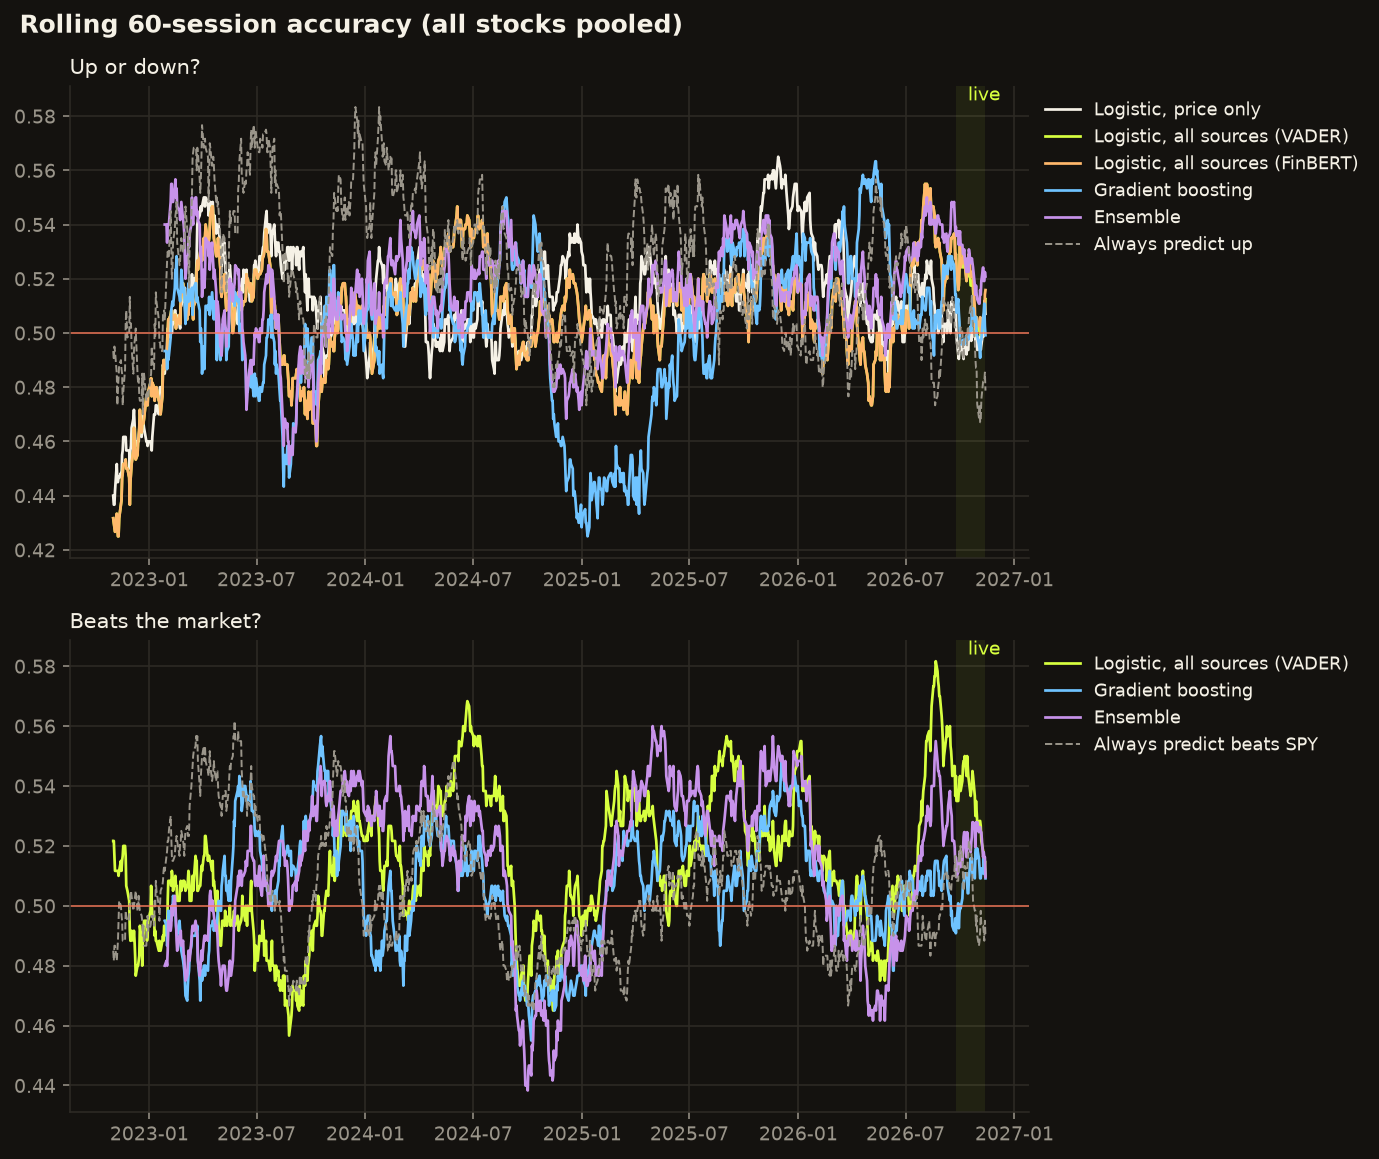 Rolling 60-session accuracy (all stocks pooled)
Up or down?
live
0.58
0.56
0.54
0.52
0.50
0.48
0.46
0.44
0.42
2023-01 2023-07 2024-01 2024-07 2025-01 2025-07 2026-01 2026-07 2027-01
Logistic, price only
Logistic, all sources (VADER)
Logistic, all sources (FinBERT)
Gradient boosting
Ensemble
Always predict up
Beats the market?
live
0.58
0.56
0.54
0.52
0.50
0.48
0.46
0.44
2023-01 2023-07 2024-01 2024-07 2025-01 2025-07 2026-01 2026-07 2027-01
Logistic, all sources (VADER)
Gradient boosting
Ensemble
Always predict beats SPY